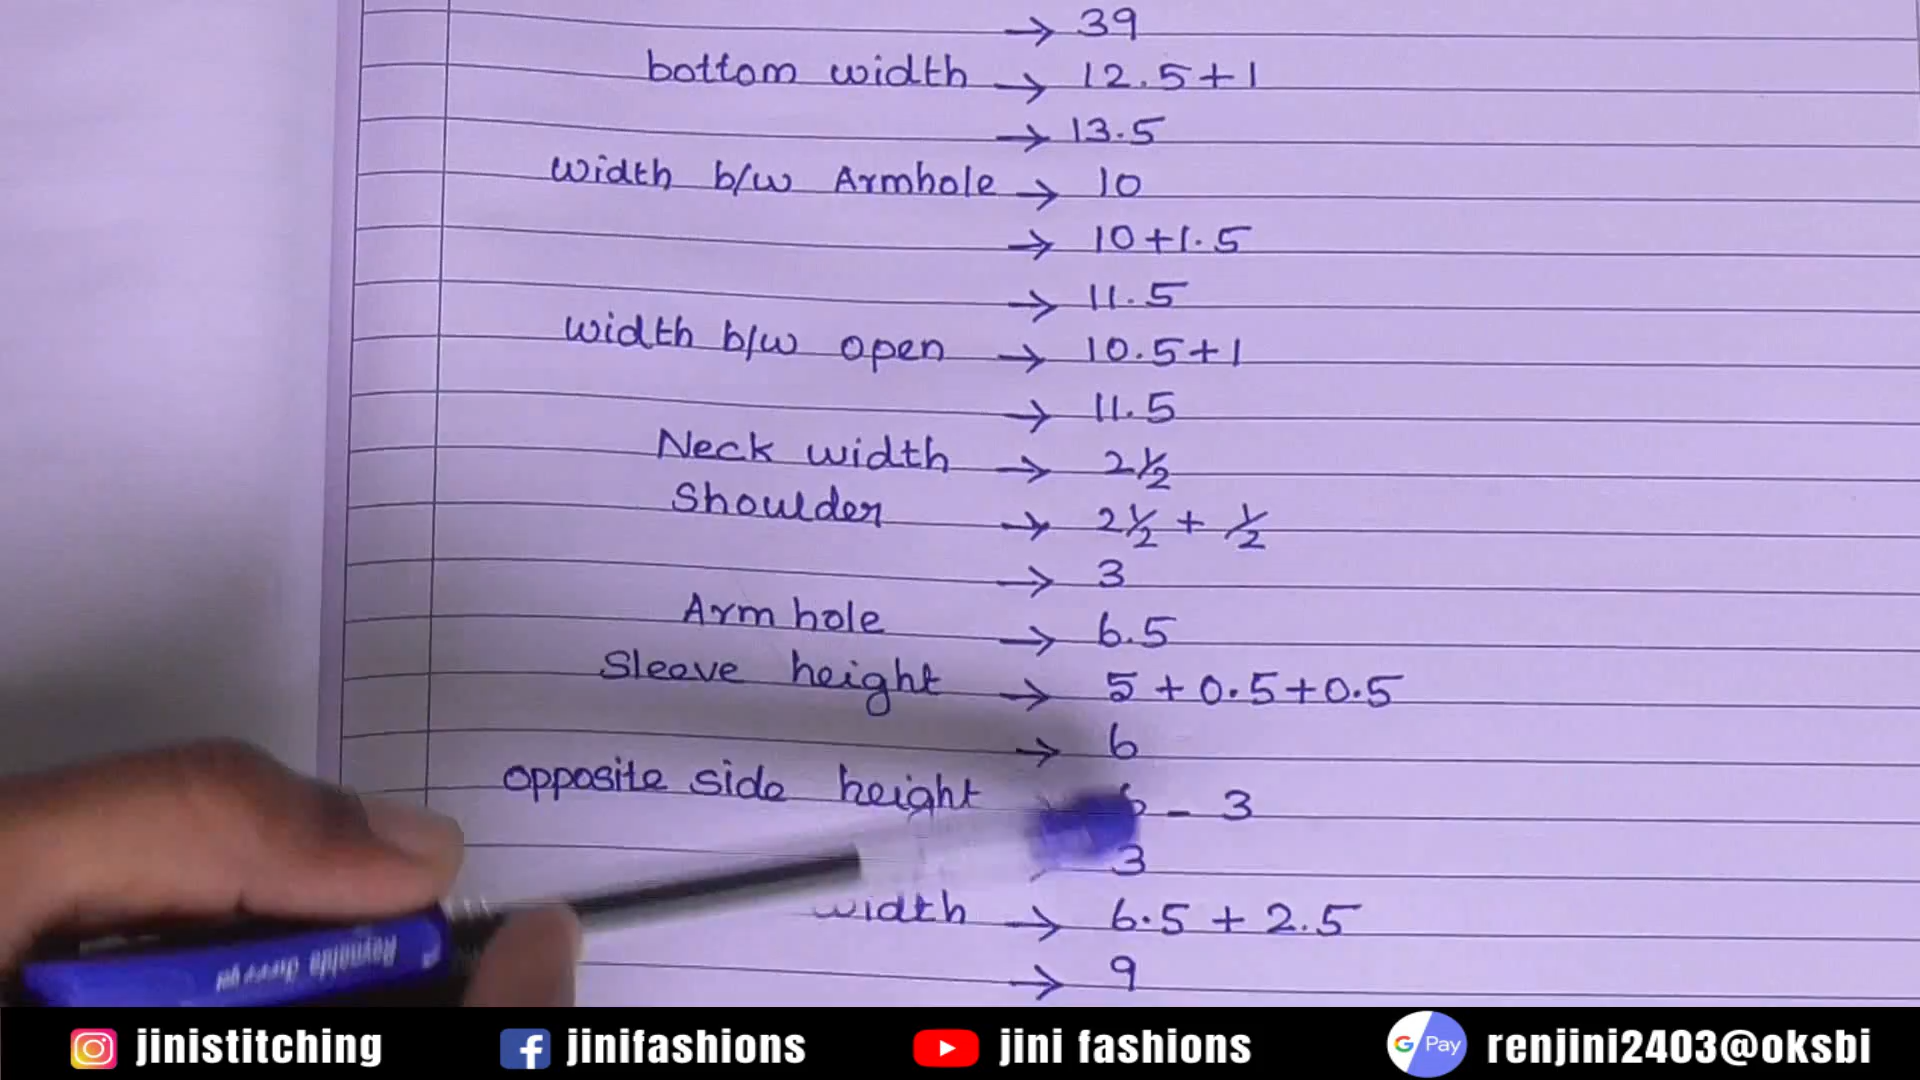 → 39
bottom width → 12.5+1
→ 13.5
width b/w Armhole → 10
→ 10+1.5
→ 11.5
width b/w open → 10.5+1
→ 11.5
Neck width → 2½
Shoulder → 2½ + ½
→ 3
Arm hole → 6.5
Sleeve height → 5+0.5+0.5
→ 6
opposite side height → 6 - 3
3
width → 6.5 + 2.5
→ 9
jinistitching jinifashions jini fashions G Pay renjini2403@oksbi